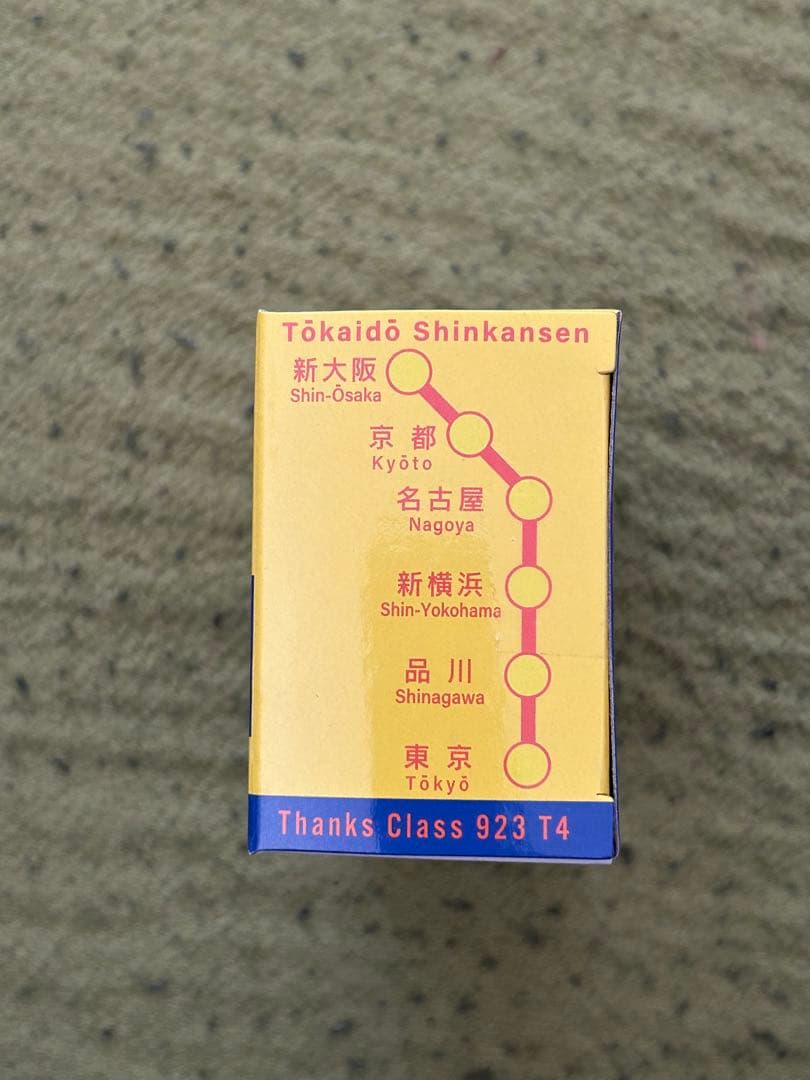 Tōkaidō Shinkansen
新大阪
Shin-Ōsaka
京都
Kyōto
名古屋
Nagoya
新横浜
Shin-Yokohama
品川
Shinagawa
東京
Tōkyō
Thanks Class 923 T4